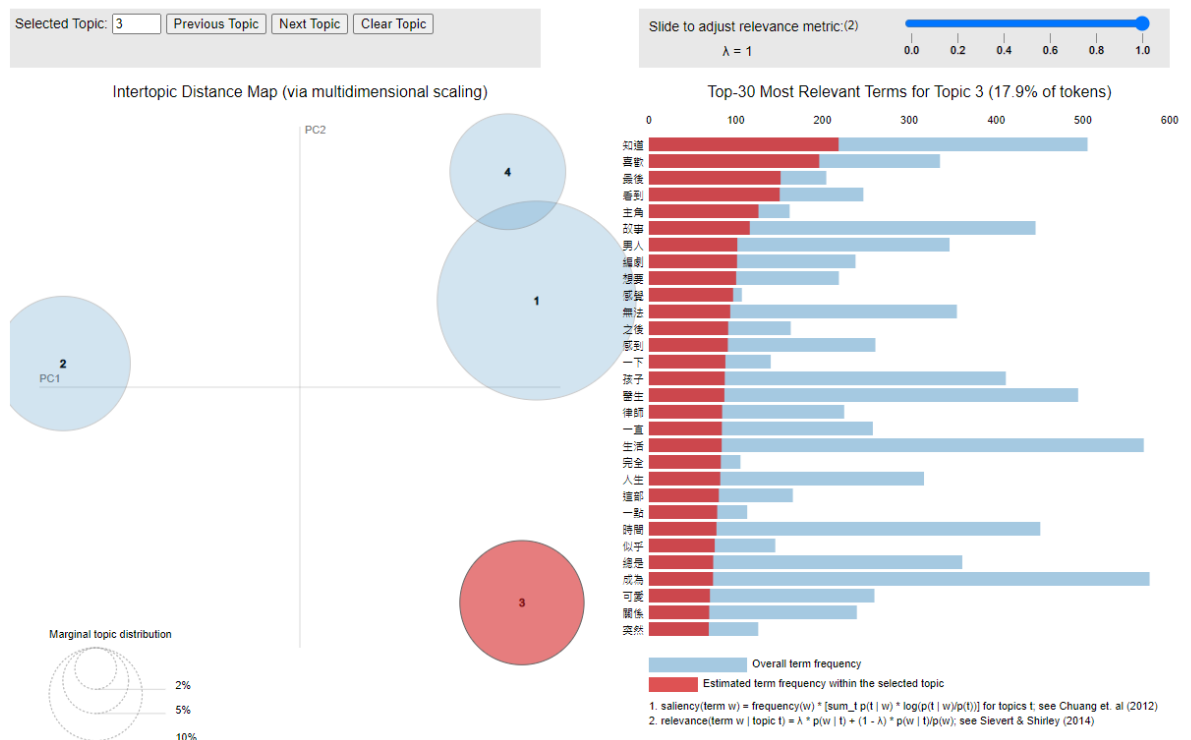 Selected Topic: 3 Previous Topic Next Topic Clear Topic
Slide to adjust relevance metric:(2)
λ = 1
0.0 0.2 0.4 0.6 0.8 1.0
Intertopic Distance Map (via multidimensional scaling)
PC2
4
1
2
PC1
3
Marginal topic distribution
2%
5%
10%
Top-30 Most Relevant Terms for Topic 3 (17.9% of tokens)
0 100 200 300 400 500 600
知道
喜歡
最後
看到
主角
故事
男人
編劇
想要
感覺
無法
之後
感到
一下
孩子
醫生
律師
一直
生活
完全
人生
這部
一點
時間
似乎
總是
成為
可愛
關係
突然
Overall term frequency
Estimated term frequency within the selected topic
1. saliency(term w) = frequency(w) * [sum_t p(t | w) * log(p(t | w)/p(t))] for topics t; see Chuang et. al (2012)
2. relevance(term w | topic t) = λ * p(w | t) + (1 - λ) * p(w | t)/p(w); see Sievert & Shirley (2014)